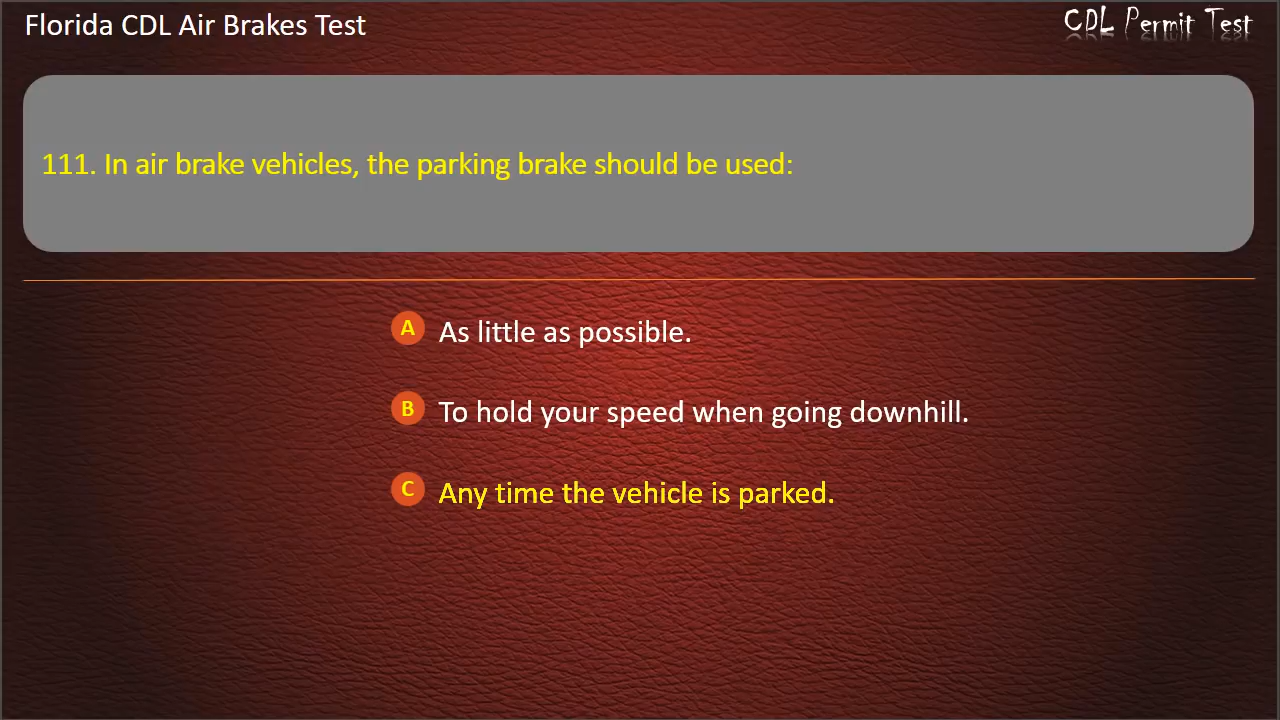 Florida CDL Air Brakes Test
CDL Permit Test
111. In air brake vehicles, the parking brake should be used:
A As little as possible.
B To hold your speed when going downhill.
C Any time the vehicle is parked.